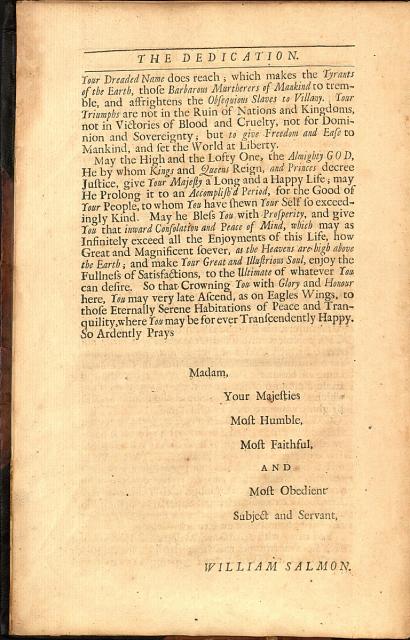 THE DEDICATION.
Your Dreaded Name does reach; which makes the Tyrants
of the Earth, thoſe Barbarous Murtherers of Mankind to trem-
ble, and affrightens the Obſequious Slaves to Villany. Your
Triumphs are not in the Ruin of Nations and Kingdoms,
not in Victories of Blood and Cruelty, not for Domi-
nion and Sovereignty; but to give Freedom and Eaſe to
Mankind, and ſet the World at Liberty.
May the High and the Lofty One, the Almighty GOD,
He by whom Kings and Queens Reign, and Princes decree
Juſtice, give Your Majeſty a Long and a Happy Life; may
He Prolong it to an Accompliſh'd Period, for the Good of
Your People, to whom You have ſhewn Your Self ſo exceed-
ingly Kind. May he Bleſs You with Proſperity, and give
You that inward Conſolation and Peace of Mind, which may as
Infinitely exceed all the Enjoyments of this Life, how
Great and Magnificent ſoever, as the Heavens are high above
the Earth; and make Your Great and Illuſtrious Soul, enjoy the
Fullneſs of Satisfactions, to the Ultimate of whatever You
can deſire. So that Crowning You with Glory and Honour
here, You may very late Aſcend, as on Eagles Wings, to
thoſe Eternally Serene Habitations of Peace and Tran-
quility, where You may be for ever Tranſcendently Happy.
So Ardently Prays
Madam,
Your Majeſties
Moſt Humble,
Moſt Faithful,
AND
Moſt Obedient
Subject and Servant,
WILLIAM SALMON.